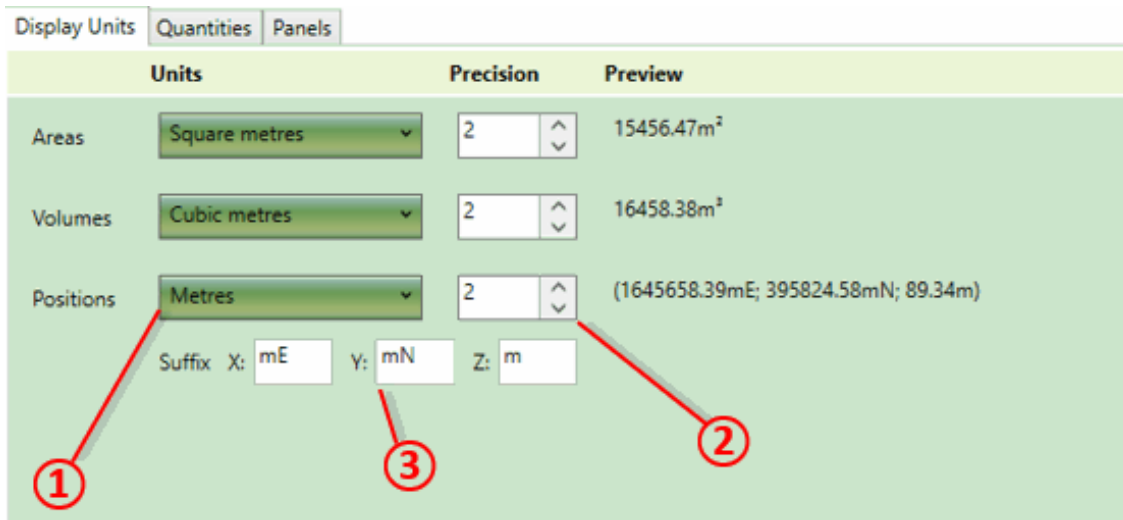 Display Units Quantities Panels
Units Precision Preview
Areas Square metres 2 15456.47m²
Volumes Cubic metres 2 16458.38m³
Positions Metres 2 (1645658.39mE; 395824.58mN; 89.34m)
Suffix X: mE Y: mN Z: m
1 3 2